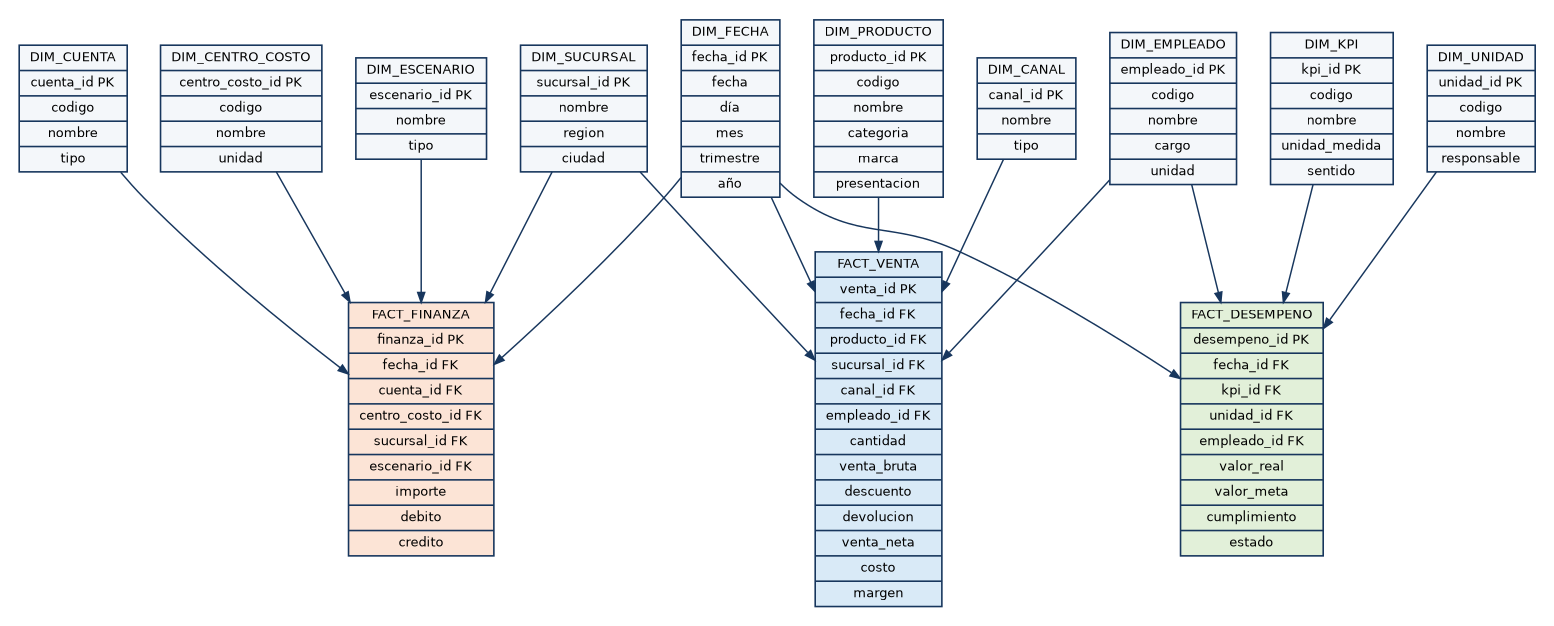 DIM_CUENTA
cuenta_id PK
codigo
nombre
tipo
DIM_CENTRO_COSTO
centro_costo_id PK
codigo
nombre
unidad
DIM_ESCENARIO
escenario_id PK
nombre
tipo
DIM_SUCURSAL
sucursal_id PK
nombre
region
ciudad
DIM_FECHA
fecha_id PK
fecha
día
mes
trimestre
año
DIM_PRODUCTO
producto_id PK
codigo
nombre
categoria
marca
presentacion
DIM_CANAL
canal_id PK
nombre
tipo
DIM_EMPLEADO
empleado_id PK
codigo
nombre
cargo
unidad
DIM_KPI
kpi_id PK
codigo
nombre
unidad_medida
sentido
DIM_UNIDAD
unidad_id PK
codigo
nombre
responsable
FACT_FINANZA
finanza_id PK
fecha_id FK
cuenta_id FK
centro_costo_id FK
sucursal_id FK
escenario_id FK
importe
debito
credito
FACT_VENTA
venta_id PK
fecha_id FK
producto_id FK
sucursal_id FK
canal_id FK
empleado_id FK
cantidad
venta_bruta
descuento
devolucion
venta_neta
costo
margen
FACT_DESEMPENO
desempeno_id PK
fecha_id FK
kpi_id FK
unidad_id FK
empleado_id FK
valor_real
valor_meta
cumplimiento
estado